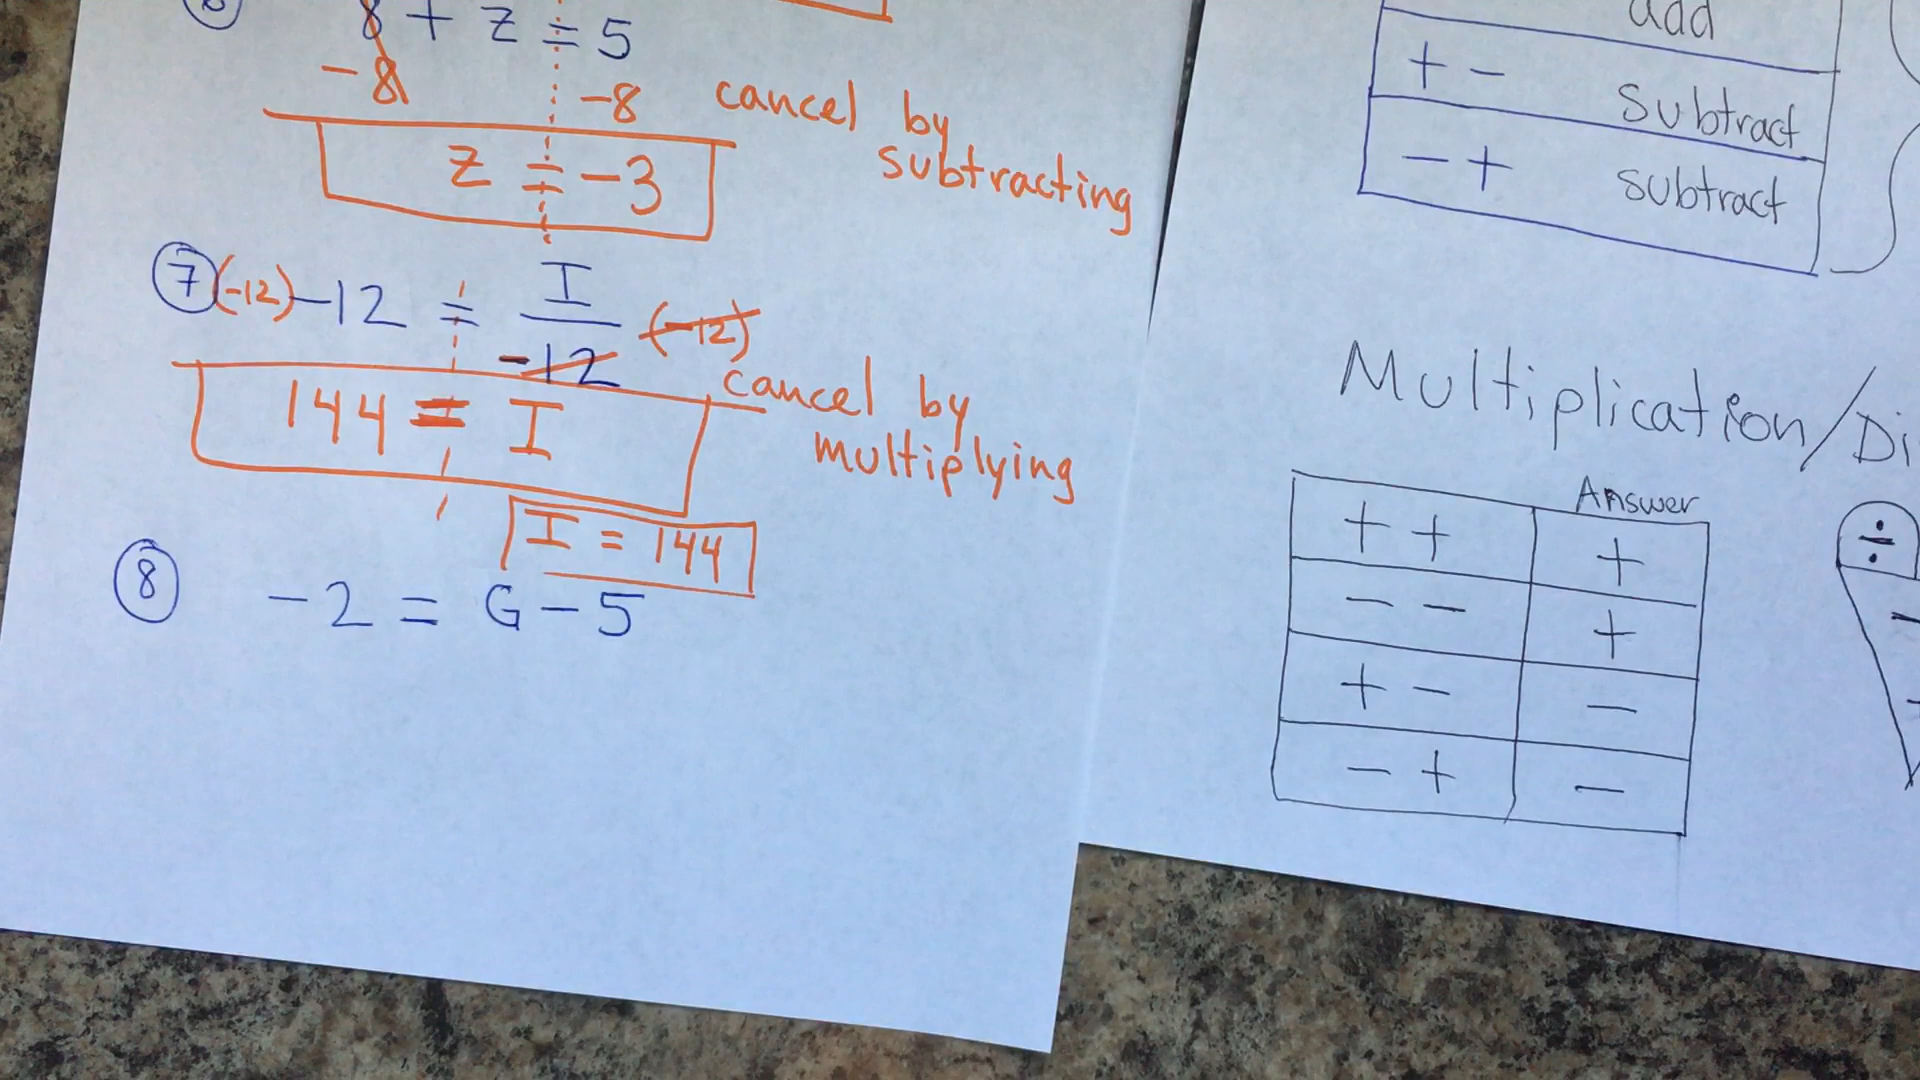 8 + z = 5
-8 -8 cancel by
subtracting
z = -3
7 (-12) -12 = I/-12 (-12)
cancel by
multiplying
144 = I
I = 144
8 -2 = G - 5
add
+ - subtract
- + subtract
Multiplication/Di
Answer
+ + +
- - +
+ - -
- + -
÷